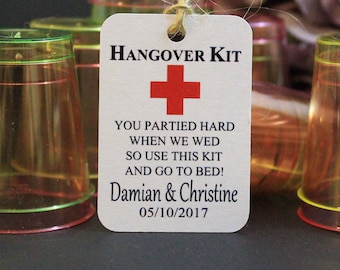 HANGOVER KIT
YOU PARTIED HARD
WHEN WE WED
SO USE THIS KIT
AND GO TO BED!
Damian & Christine
05/10/2017